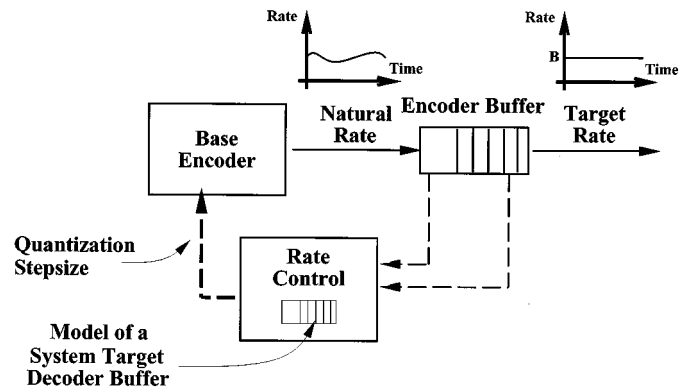 Rate
Time
Rate
B
Time
Base
Encoder
Natural
Rate
Encoder Buffer
Target
Rate
Quantization
Stepsize
Rate
Control
Model of a
System Target
Decoder Buffer